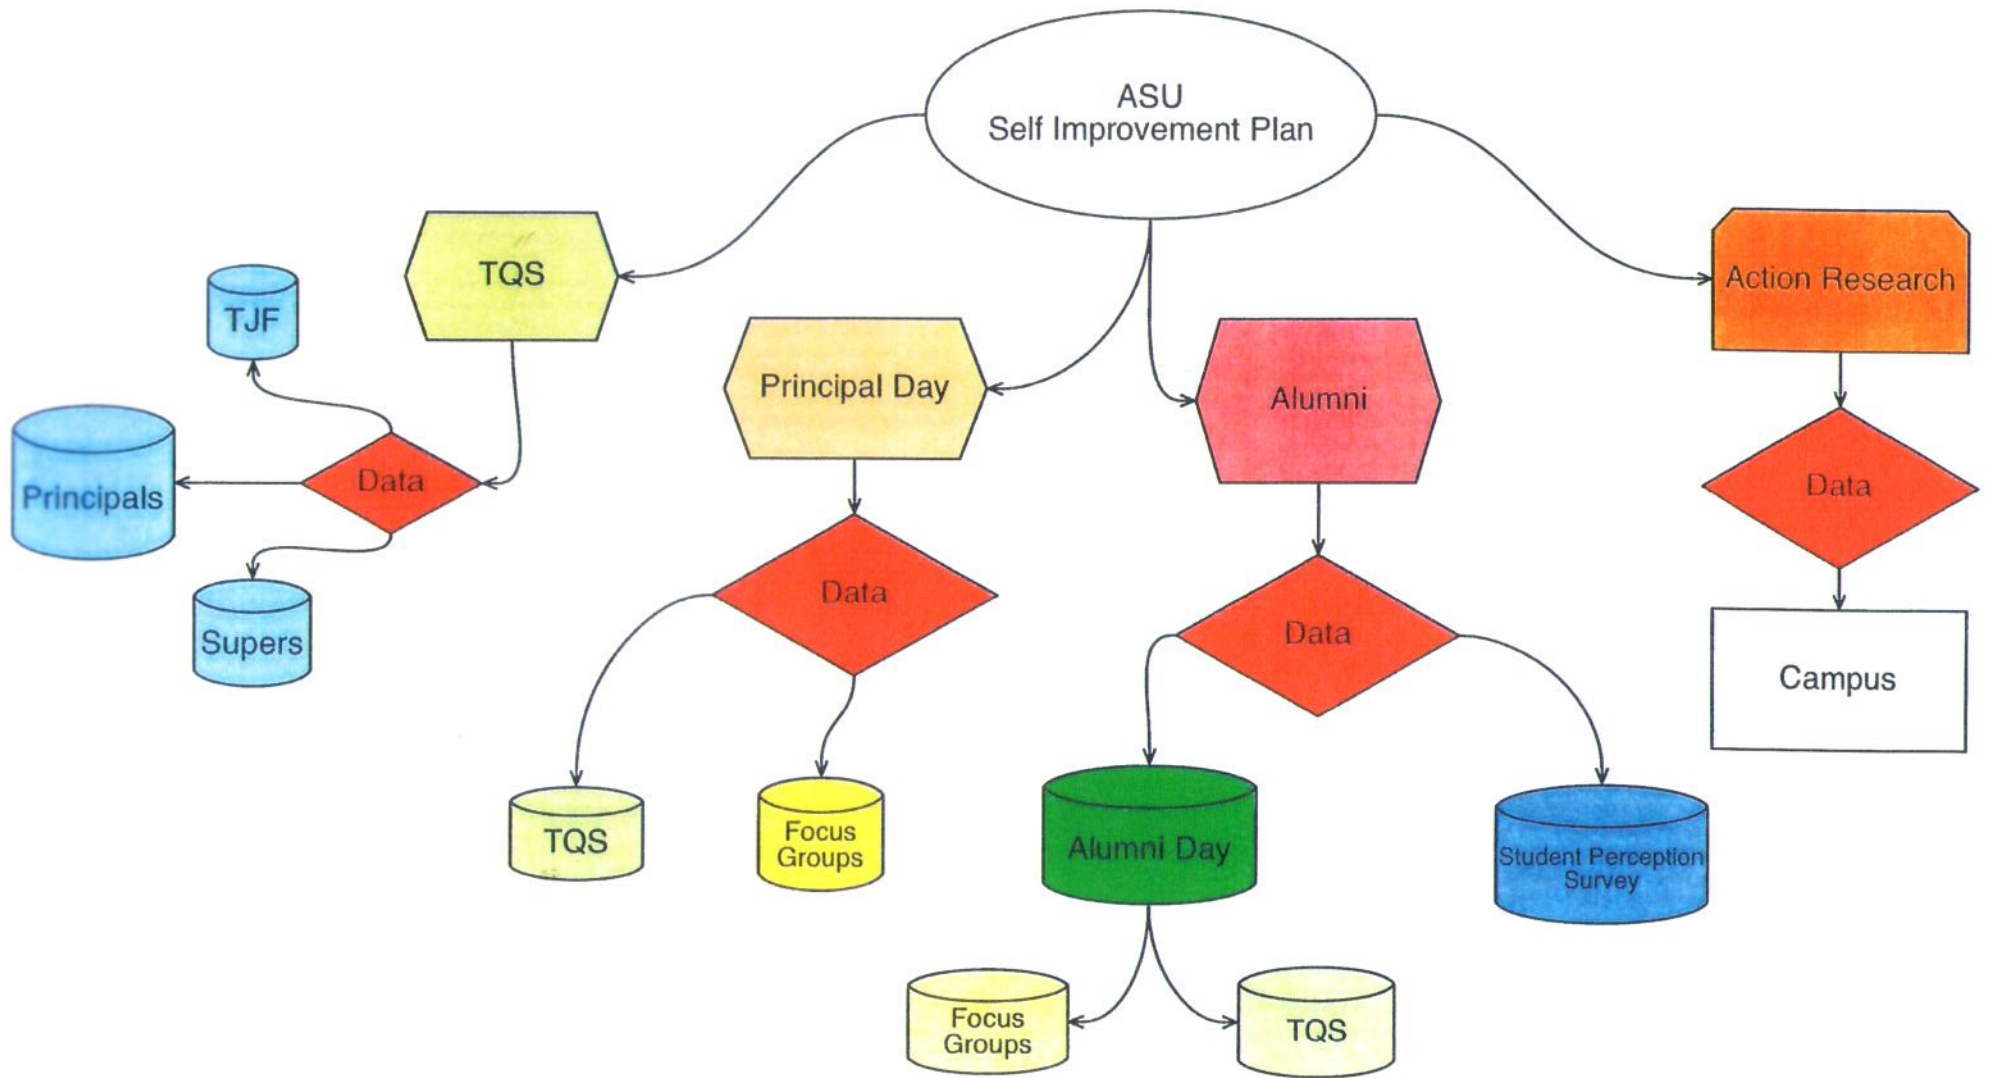 ASU
Self Improvement Plan
TQS
Action Research
TJF
Principal Day
Alumni
Data
Principals
Data
Data
Data
Supers
Campus
TQS
Focus
Groups
Alumni Day
Student Perception
Survey
Focus
Groups
TQS